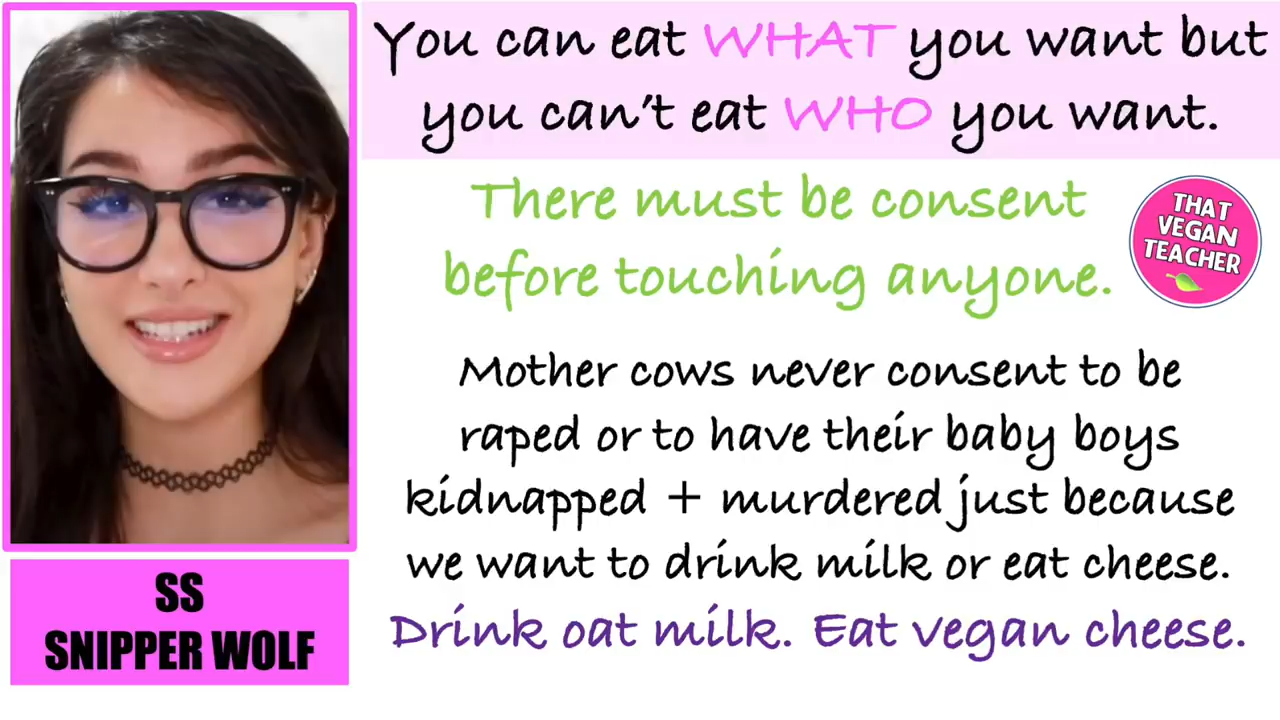 You can eat WHAT you want but
you can't eat WHO you want.
There must be consent
before touching anyone.
THAT
VEGAN
TEACHER
Mother cows never consent to be
raped or to have their baby boys
kidnapped + murdered just because
we want to drink milk or eat cheese.
Drink oat milk. Eat vegan cheese.
SS
SNIPPER WOLF